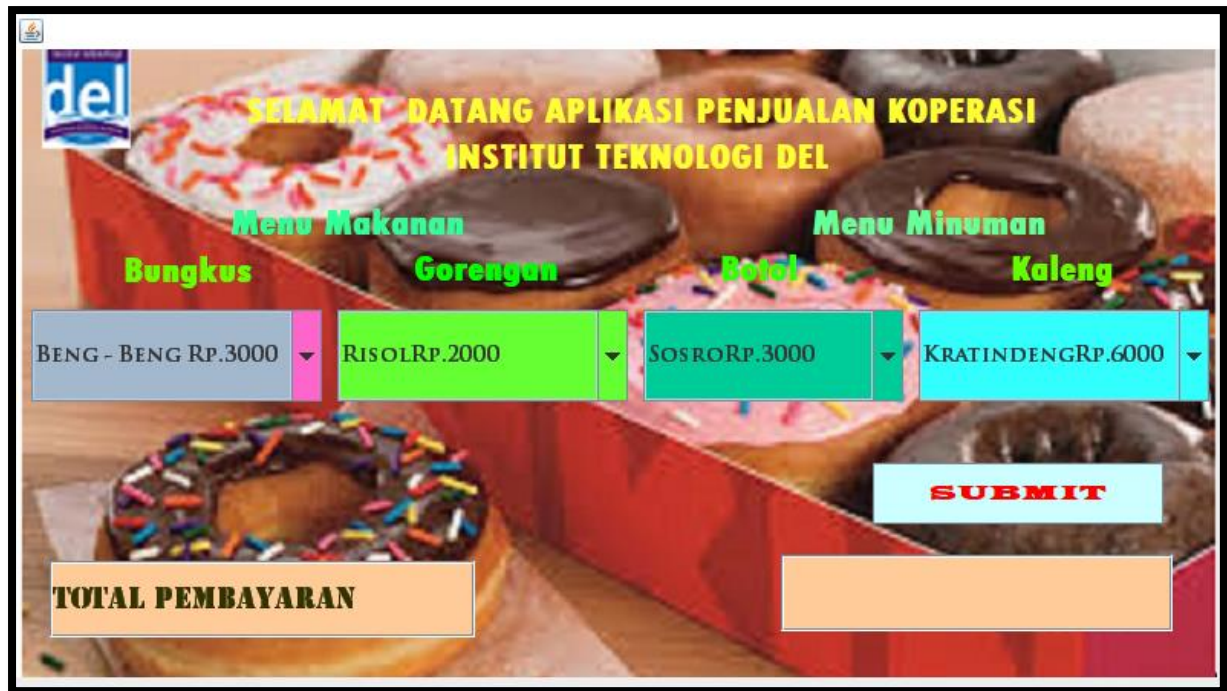 del
SELAMAT DATANG APLIKASI PENJUALAN KOPERASI
INSTITUT TEKNOLOGI DEL
Menu Makanan
Menu Minuman
Bungkus
Gorengan
Botol
Kaleng
BENG - BENG RP.3000
RISOLRP.2000
SOSRORP.3000
KRATINDENGRP.6000
SUBMIT
TOTAL PEMBAYARAN